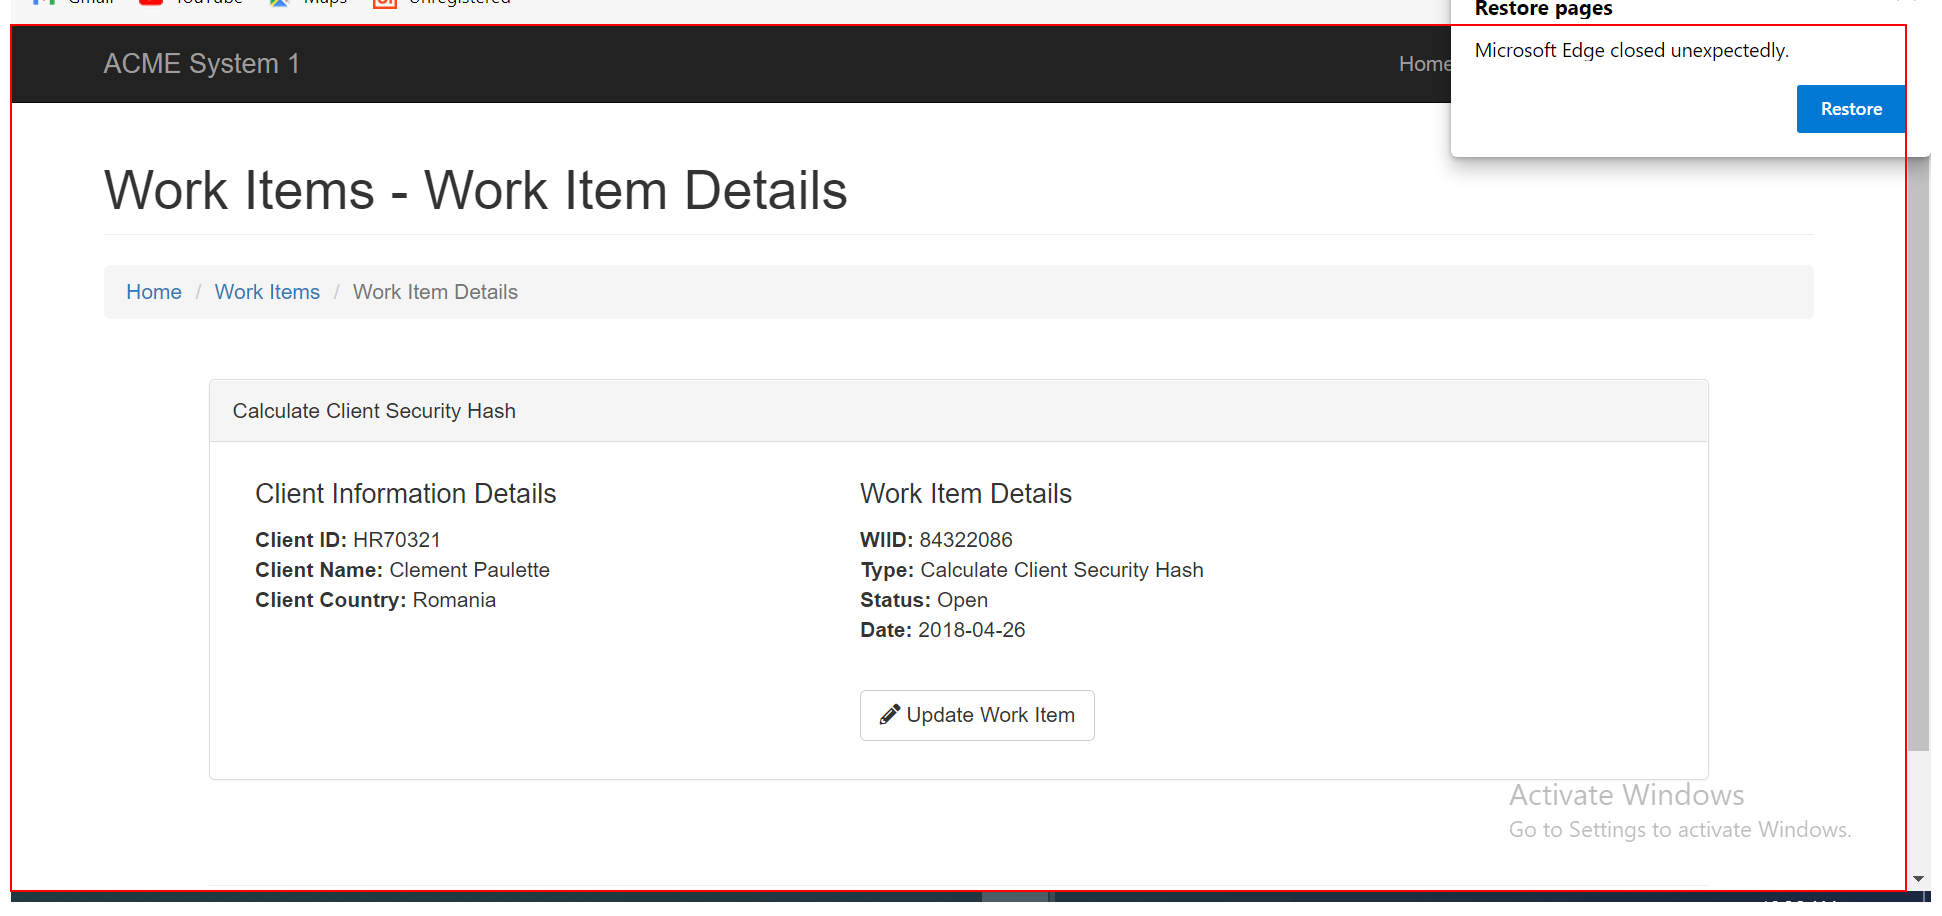 Gmail YouTube Maps Unregistered
Restore pages
Microsoft Edge closed unexpectedly.
Restore
ACME System 1
Home
Work Items - Work Item Details
Home / Work Items / Work Item Details
Calculate Client Security Hash
Client Information Details
Client ID: HR70321
Client Name: Clement Paulette
Client Country: Romania
Work Item Details
WIID: 84322086
Type: Calculate Client Security Hash
Status: Open
Date: 2018-04-26
Update Work Item
Activate Windows
Go to Settings to activate Windows.